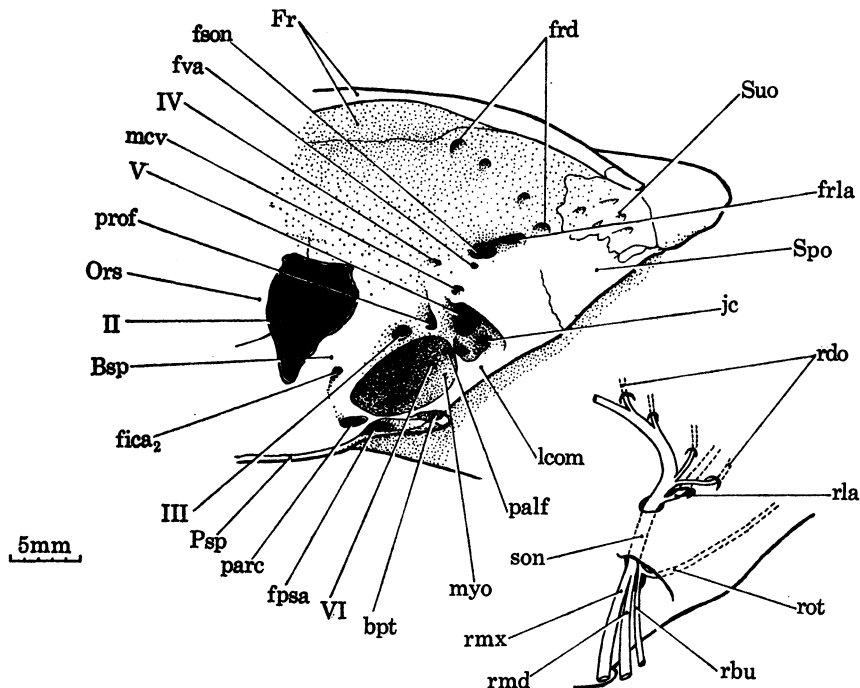 Fr
fson
frd
fva
Suo
IV
mcv
V
frla
prof
Spo
Ors
jc
II
rdo
Bsp
fica2
lcom
III
palf
rla
Psp
son
5mm
parc
fpsa
myo
VI
rot
bpt
rmx
rbu
rmd